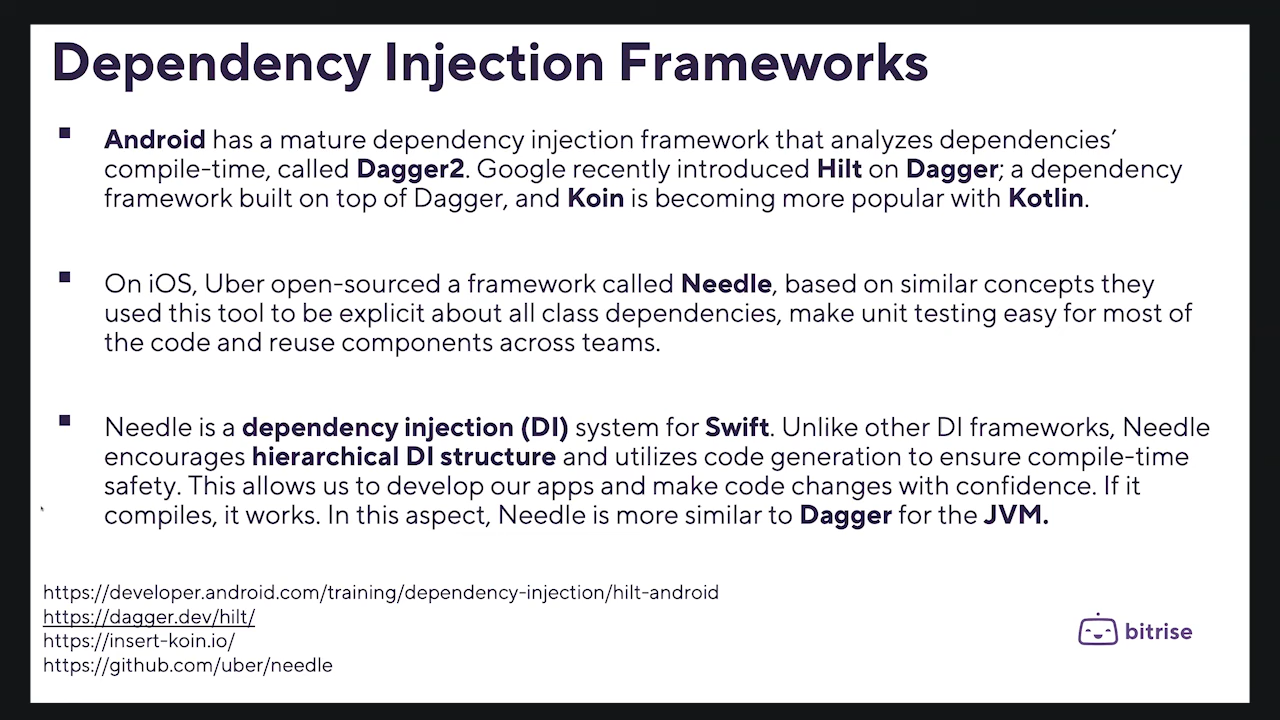 Dependency Injection Frameworks
Android has a mature dependency injection framework that analyzes dependencies’
compile-time, called Dagger2. Google recently introduced Hilt on Dagger; a dependency
framework built on top of Dagger, and Koin is becoming more popular with Kotlin.
On iOS, Uber open-sourced a framework called Needle, based on similar concepts they
used this tool to be explicit about all class dependencies, make unit testing easy for most of
the code and reuse components across teams.
Needle is a dependency injection (DI) system for Swift. Unlike other DI frameworks, Needle
encourages hierarchical DI structure and utilizes code generation to ensure compile-time
safety. This allows us to develop our apps and make code changes with confidence. If it
compiles, it works. In this aspect, Needle is more similar to Dagger for the JVM.
https://developer.android.com/training/dependency-injection/hilt-android
https://dagger.dev/hilt/
https://insert-koin.io/
https://github.com/uber/needle
bitrise